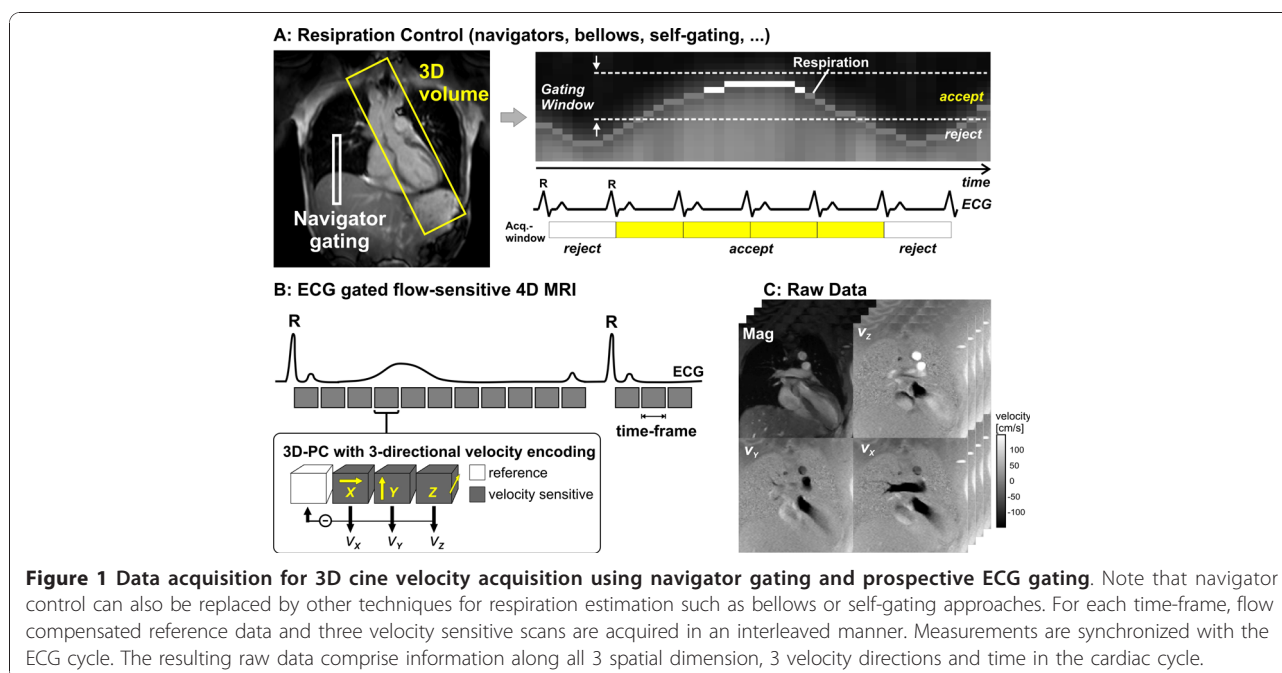 A: Resipration Control (navigators, bellows, self-gating, ...)
3D
volume
Navigator
gating
Gating
Window
Respiration
accept
reject
time
R
R
ECG
Acq.-
window
reject
accept
reject
B: ECG gated flow-sensitive 4D MRI
R
R
ECG
time-frame
3D-PC with 3-directional velocity encoding
X
Y
Z
reference
velocity sensitive
−
VX
VY
VZ
C: Raw Data
Mag
VZ
VY
VX
velocity
[cm/s]
100
50
0
-50
-100
Figure 1 Data acquisition for 3D cine velocity acquisition using navigator gating and prospective ECG gating. Note that navigator
control can also be replaced by other techniques for respiration estimation such as bellows or self-gating approaches. For each time-frame, flow
compensated reference data and three velocity sensitive scans are acquired in an interleaved manner. Measurements are synchronized with the
ECG cycle. The resulting raw data comprise information along all 3 spatial dimension, 3 velocity directions and time in the cardiac cycle.